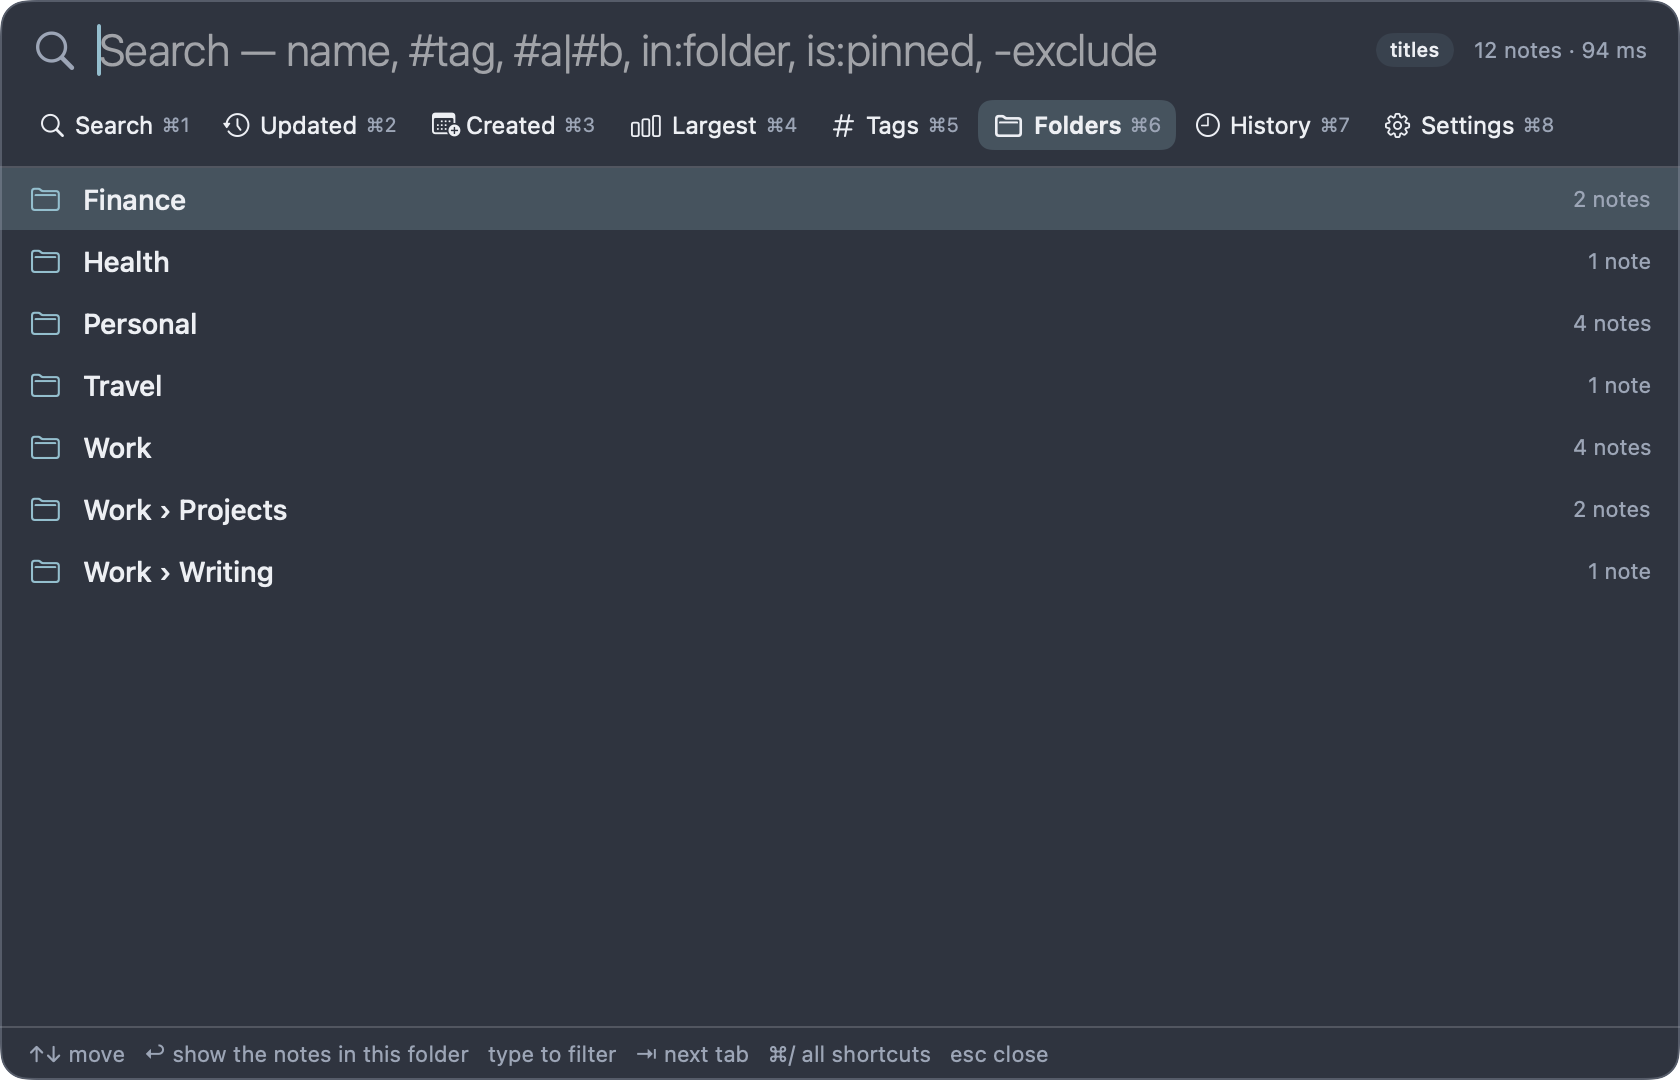 Search — name, #tag, #a|#b, in:folder, is:pinned, -exclude titles 12 notes · 94 ms
Search ⌘1 Updated ⌘2 Created ⌘3 Largest ⌘4 # Tags ⌘5 Folders ⌘6 History ⌘7 Settings ⌘8
Finance 2 notes
Health 1 note
Personal 4 notes
Travel 1 note
Work 4 notes
Work › Projects 2 notes
Work › Writing 1 note
↑↓ move ↩ show the notes in this folder type to filter ⇥ next tab ⌘/ all shortcuts esc close